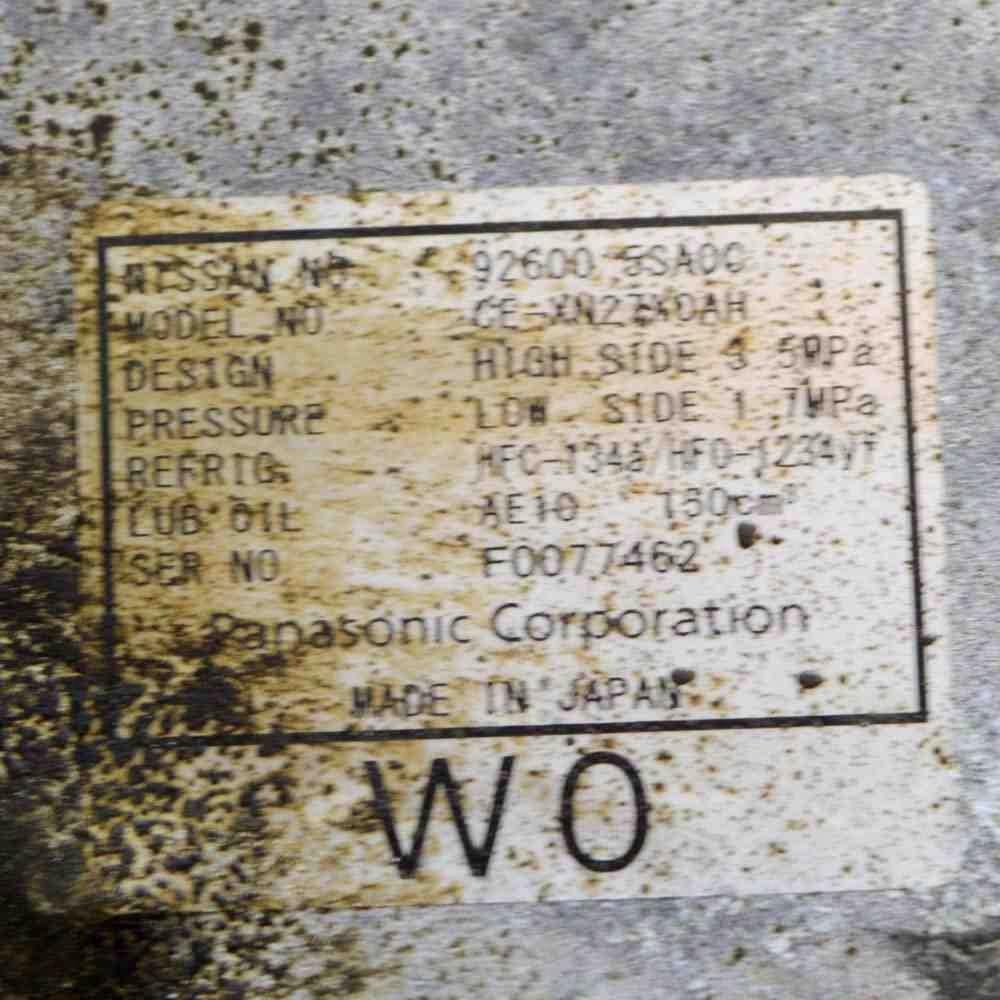 NISSAN NO 92600 5SA0C
MODEL NO
DESIGN HIGH SIDE 3.5MPa
PRESSURE LOW SIDE 1.7MPa
REFRIG. HFC-134a/HFO-1234yf
LUB OIL AE10 150cm³
SER NO F0077462
Panasonic Corporation
MADE IN JAPAN
W0